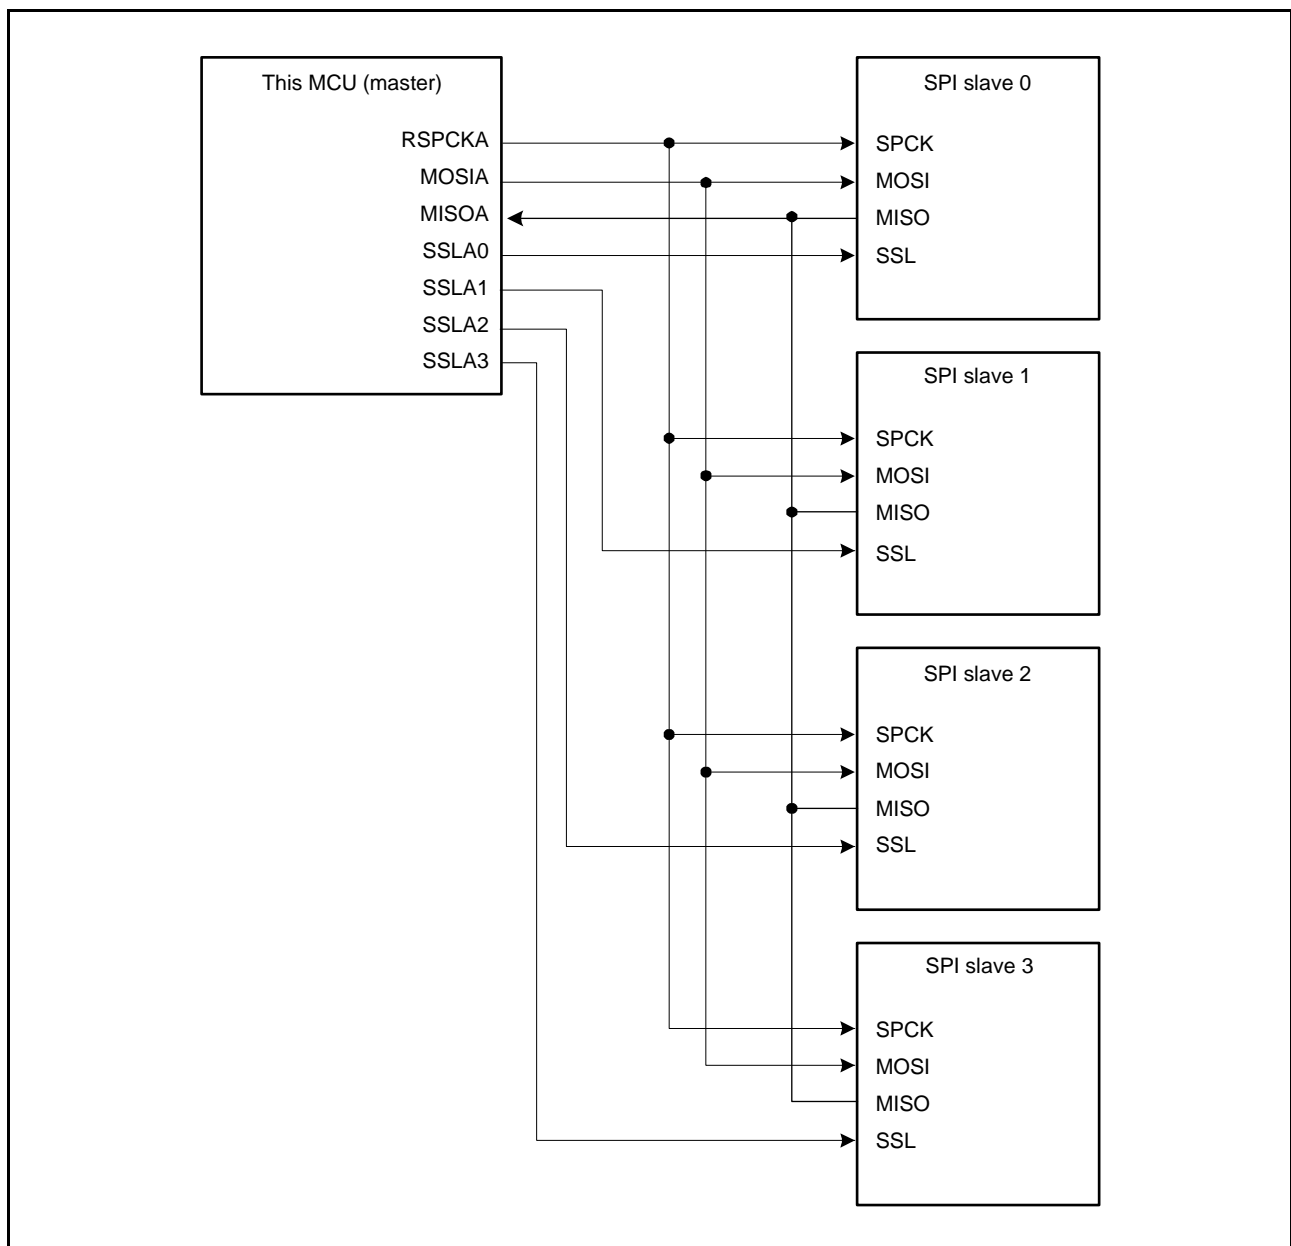 This MCU (master)
RSPCKA
MOSIA
MISOA
SSLA0
SSLA1
SSLA2
SSLA3
SPI slave 0
SPCK
MOSI
MISO
SSL
SPI slave 1
SPCK
MOSI
MISO
SSL
SPI slave 2
SPCK
MOSI
MISO
SSL
SPI slave 3
SPCK
MOSI
MISO
SSL